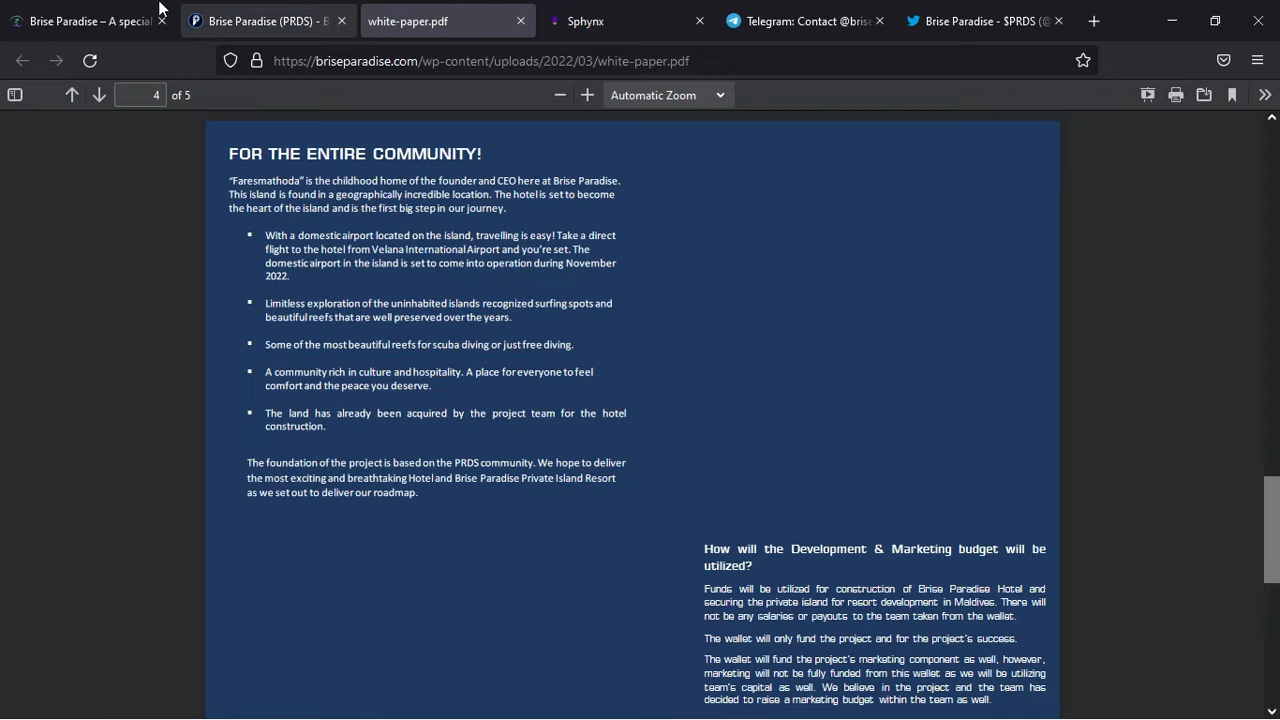 Brise Paradise – A special
Brise Paradise (PRDS) - B
white-paper.pdf
Sphynx
Telegram: Contact @brise
Brise Paradise - $PRDS (@
https://briseparadise.com/wp-content/uploads/2022/03/white-paper.pdf
4 of 5
Automatic Zoom
FOR THE ENTIRE COMMUNITY!
“Faresmathoda” is the childhood home of the founder and CEO here at Brise Paradise.
This island is found in a geographically incredible location. The hotel is set to become
the heart of the island and is the first big step in our journey.
▪ With a domestic airport located on the island, travelling is easy! Take a direct
flight to the hotel from Velana International Airport and you’re set. The
domestic airport in the island is set to come into operation during November
2022.
▪ Limitless exploration of the uninhabited islands recognized surfing spots and
beautiful reefs that are well preserved over the years.
▪ Some of the most beautiful reefs for scuba diving or just free diving.
▪ A community rich in culture and hospitality. A place for everyone to feel
comfort and the peace you deserve.
▪ The land has already been acquired by the project team for the hotel
construction.
The foundation of the project is based on the PRDS community. We hope to deliver
the most exciting and breathtaking Hotel and Brise Paradise Private Island Resort
as we set out to deliver our roadmap.
How will the Development & Marketing budget will be
utilized?
Funds will be utilized for construction of Brise Paradise Hotel and
securing the private island for resort development in Maldives. There will
not be any salaries or payouts to the team taken from the wallet.
The wallet will only fund the project and for the project’s success.
The wallet will fund the project’s marketing component as well, however,
marketing will not be fully funded from this wallet as we will be utilizing
team’s capital as well. We believe in the project and the team has
decided to raise a marketing budget within the team as well.